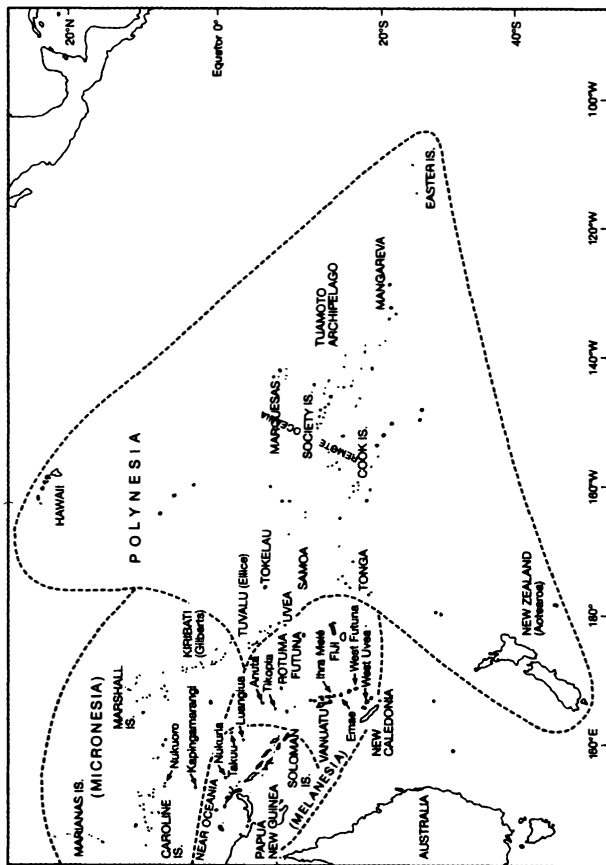 20°N
Equator 0°
20°S
40°S
100°W
120°W
140°W
160°W
180°
160°E
HAWAII
POLYNESIA
EASTER IS.
MANGAREVA
TUAMOTO
ARCHIPELAGO
MARQUESAS
SOCIETY IS.
REMOTE
OCEANIA
COOK IS.
TOKELAU
SAMOA
TONGA
TUVALU (Ellice)
UVEA
KIRIBATI
(Gilberts)
ROTUMA
FUTUNA
Anuta
Tikopia
Luangiua
MARSHALL
IS.
(MICRONESIA)
MARIANAS IS.
CAROLINE
IS.
Nukuoro
Kapingamarangi
Nukuria
Takuu
NEAR OCEANIA
PAPUA
NEW GUINEA
SOLOMAN
IS.
(MELANESIA)
VANUATU
Ifira Melé
FIJI
Emae
West Futuna
West Uvea
NEW
CALEDONIA
NEW ZEALAND
(Aotearoa)
AUSTRALIA